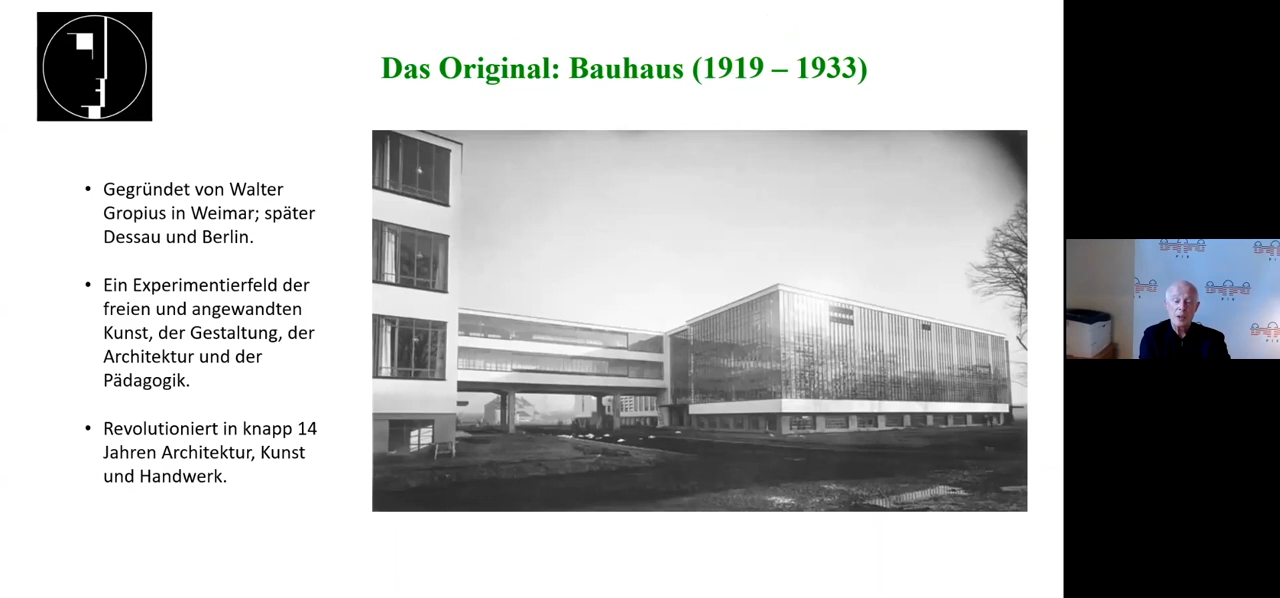 Das Original: Bauhaus (1919 – 1933)
• Gegründet von Walter
Gropius in Weimar; später
Dessau und Berlin.
• Ein Experimentierfeld der
freien und angewandten
Kunst, der Gestaltung, der
Architektur und der
Pädagogik.
• Revolutioniert in knapp 14
Jahren Architektur, Kunst
und Handwerk.